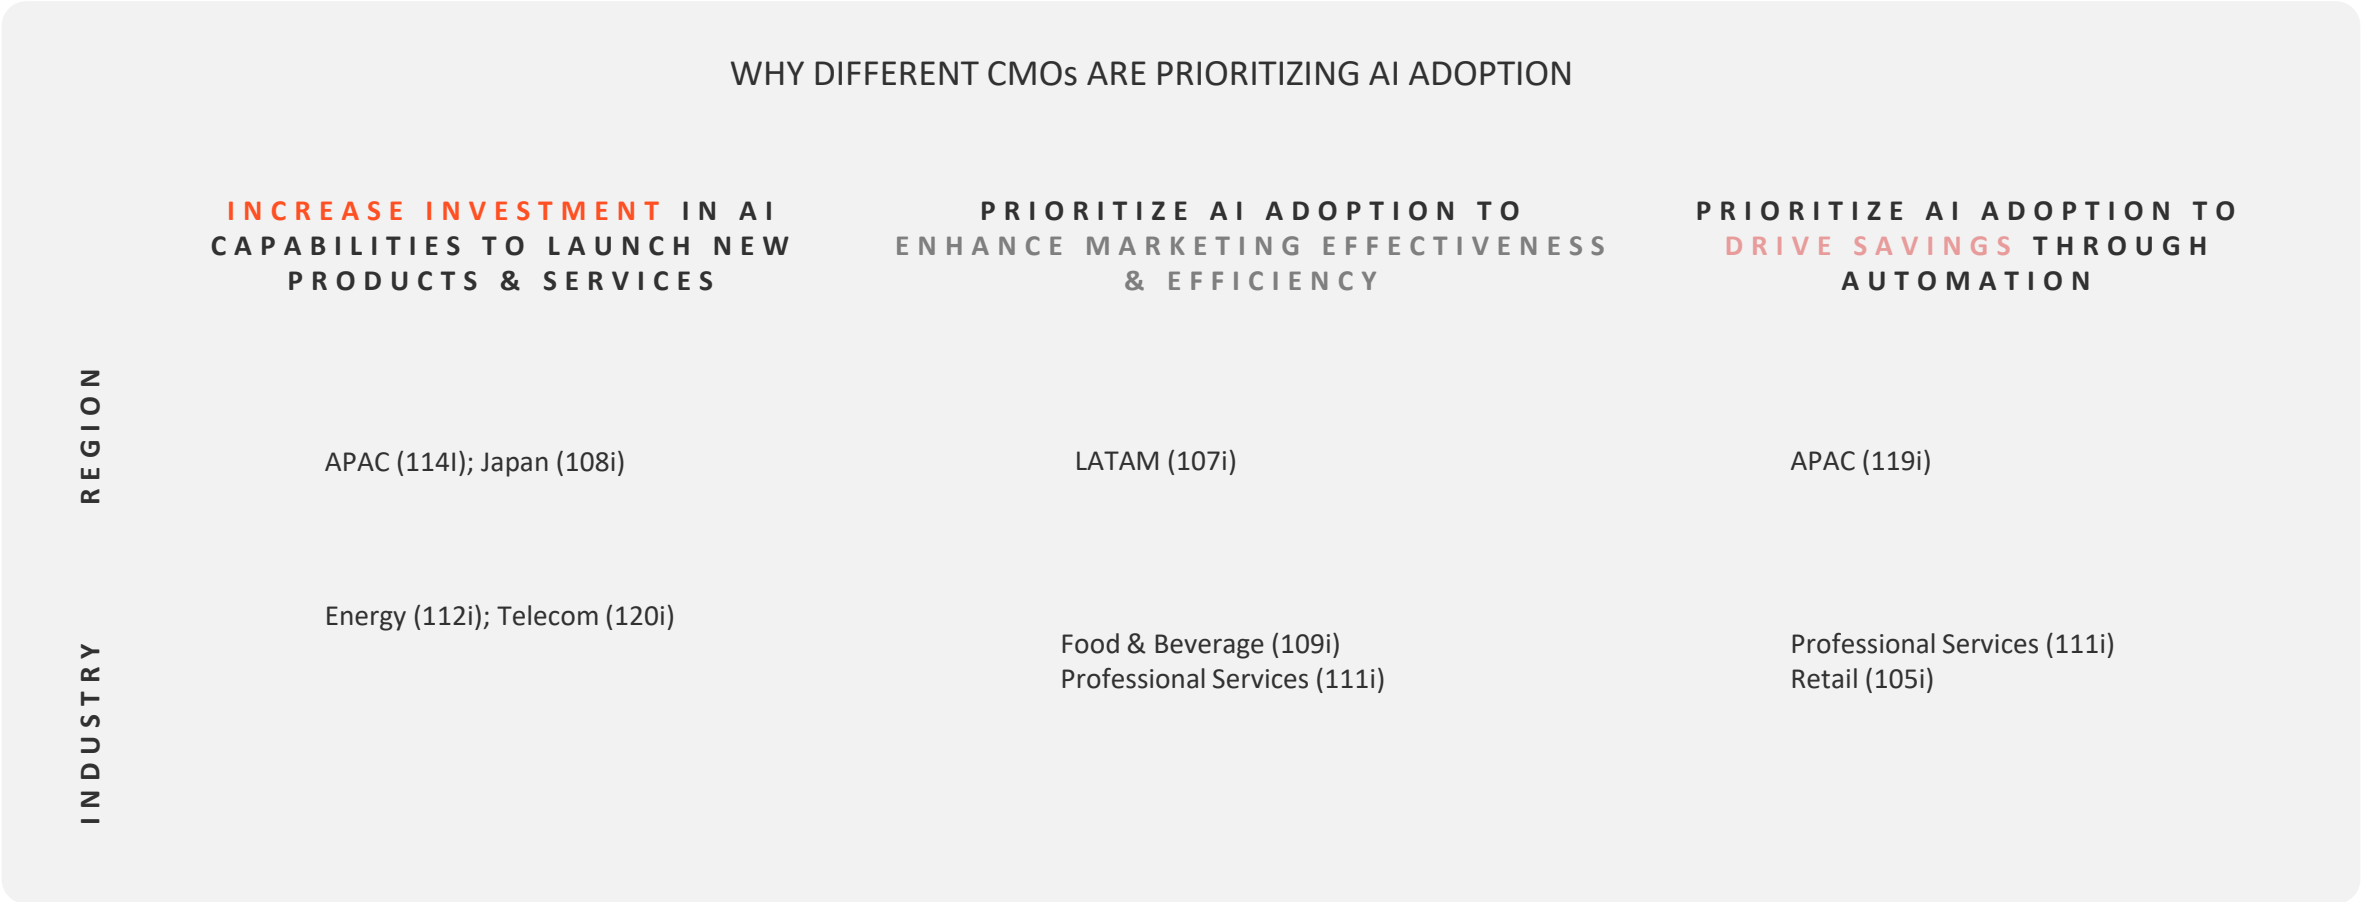 WHY DIFFERENT CMOs ARE PRIORITIZING AI ADOPTION
INCREASE INVESTMENT IN AI
CAPABILITIES TO LAUNCH NEW
PRODUCTS & SERVICES
PRIORITIZE AI ADOPTION TO
ENHANCE MARKETING EFFECTIVENESS
& EFFICIENCY
PRIORITIZE AI ADOPTION TO
DRIVE SAVINGS THROUGH
AUTOMATION
REGION
APAC (114I); Japan (108i)
LATAM (107i)
APAC (119i)
INDUSTRY
Energy (112i); Telecom (120i)
Food & Beverage (109i)
Professional Services (111i)
Professional Services (111i)
Retail (105i)